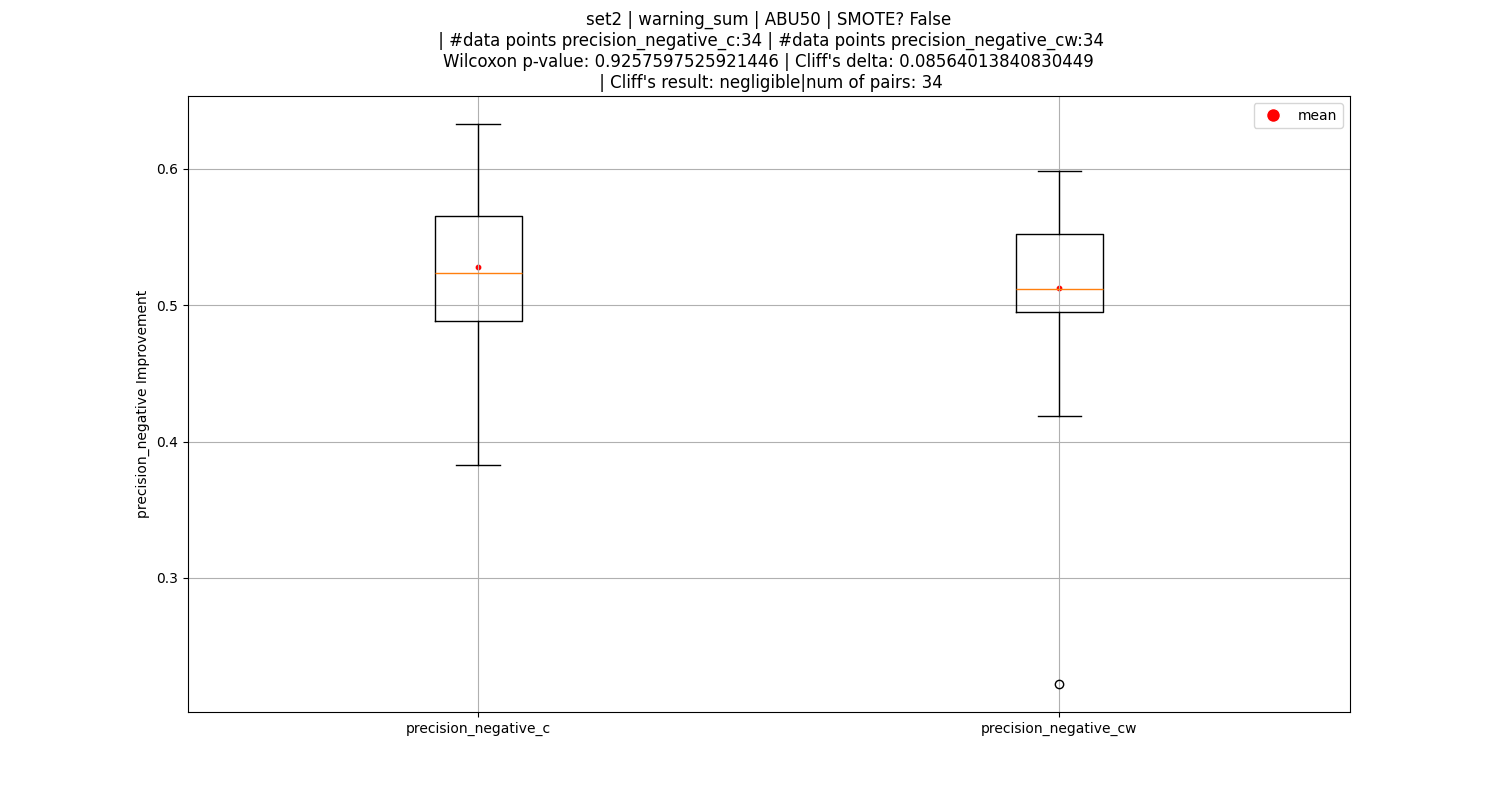 set2 | warning_sum | ABU50 | SMOTE? False
| #data points precision_negative_c:34 | #data points precision_negative_cw:34
Wilcoxon p-value: 0.9257597525921446 | Cliff's delta: 0.08564013840830449
| Cliff's result: negligible|num of pairs: 34
mean
0.6
0.5
0.4
0.3
precision_negative Improvement
precision_negative_c
precision_negative_cw